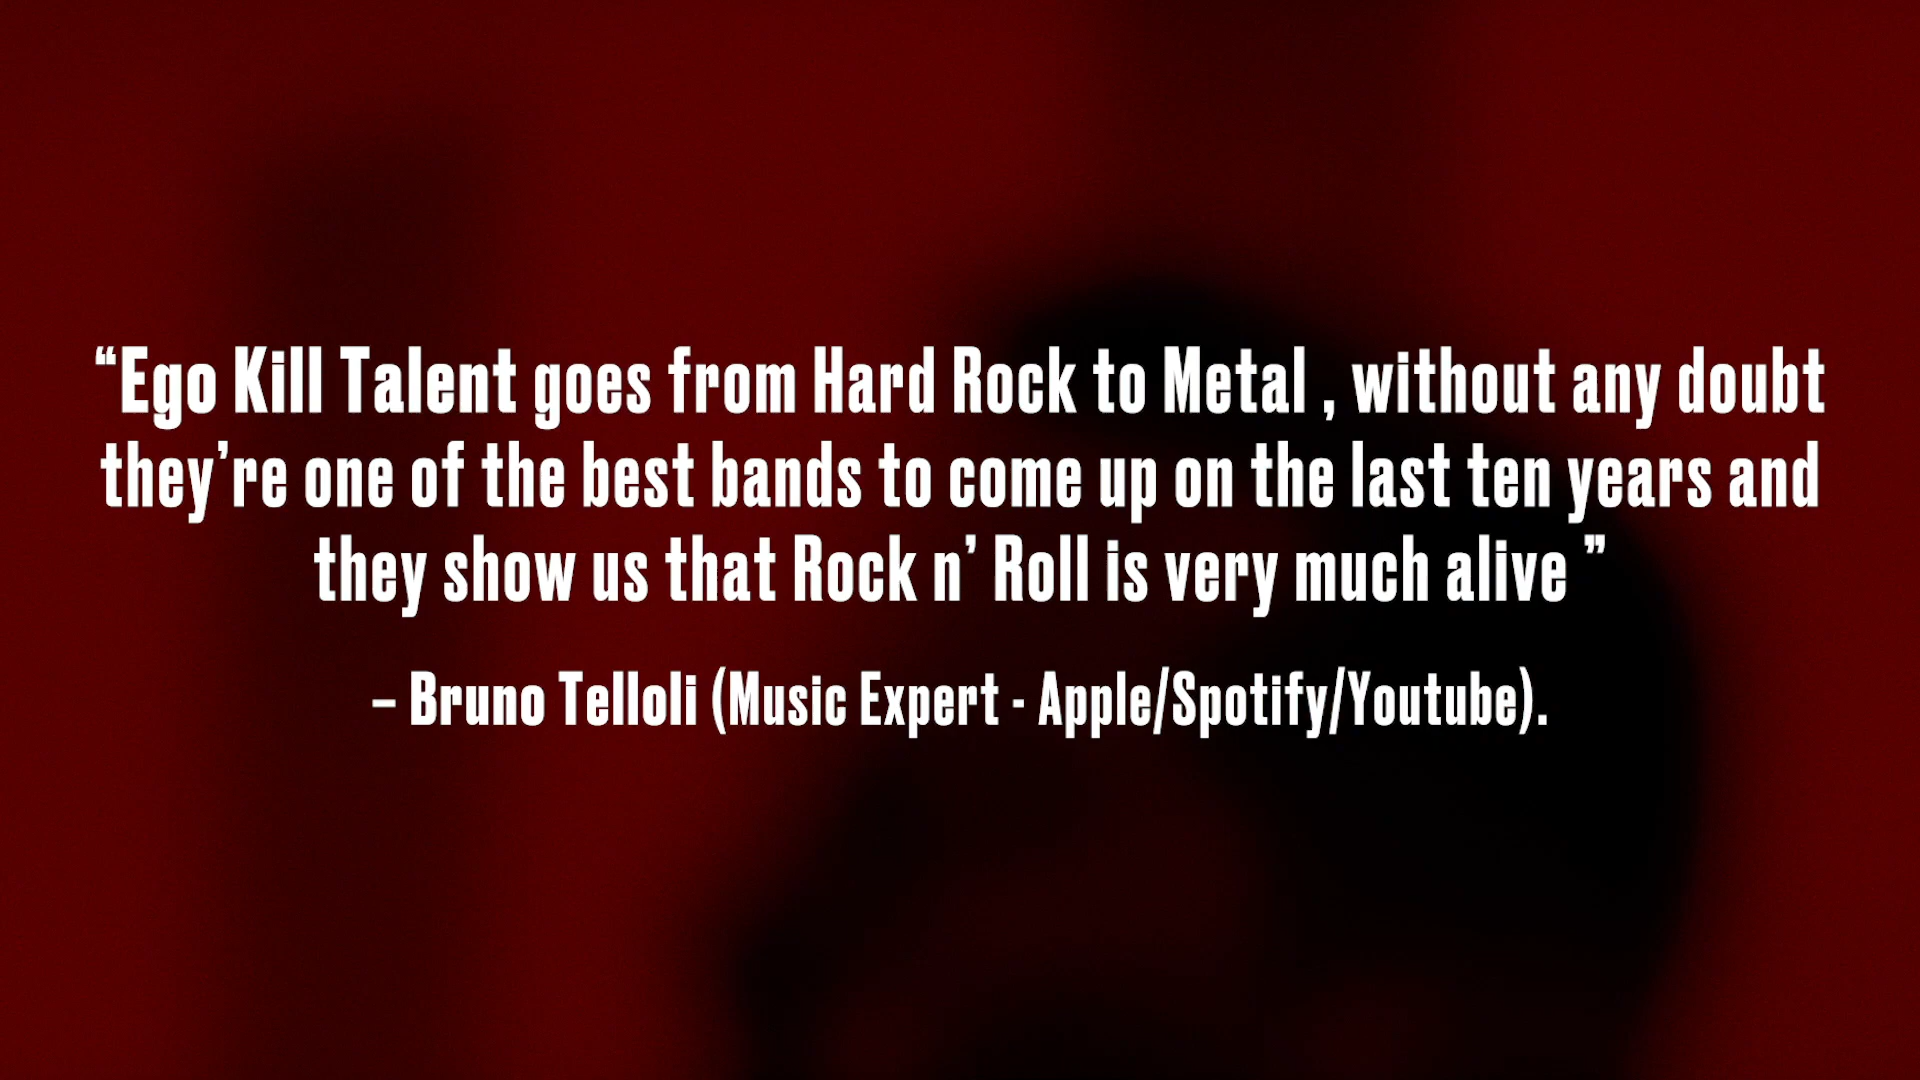 “Ego Kill Talent goes from Hard Rock to Metal , without any doubt
they’re one of the best bands to come up on the last ten years and
they show us that Rock n’ Roll is very much alive ”
– Bruno Telloli (Music Expert - Apple/Spotify/Youtube).